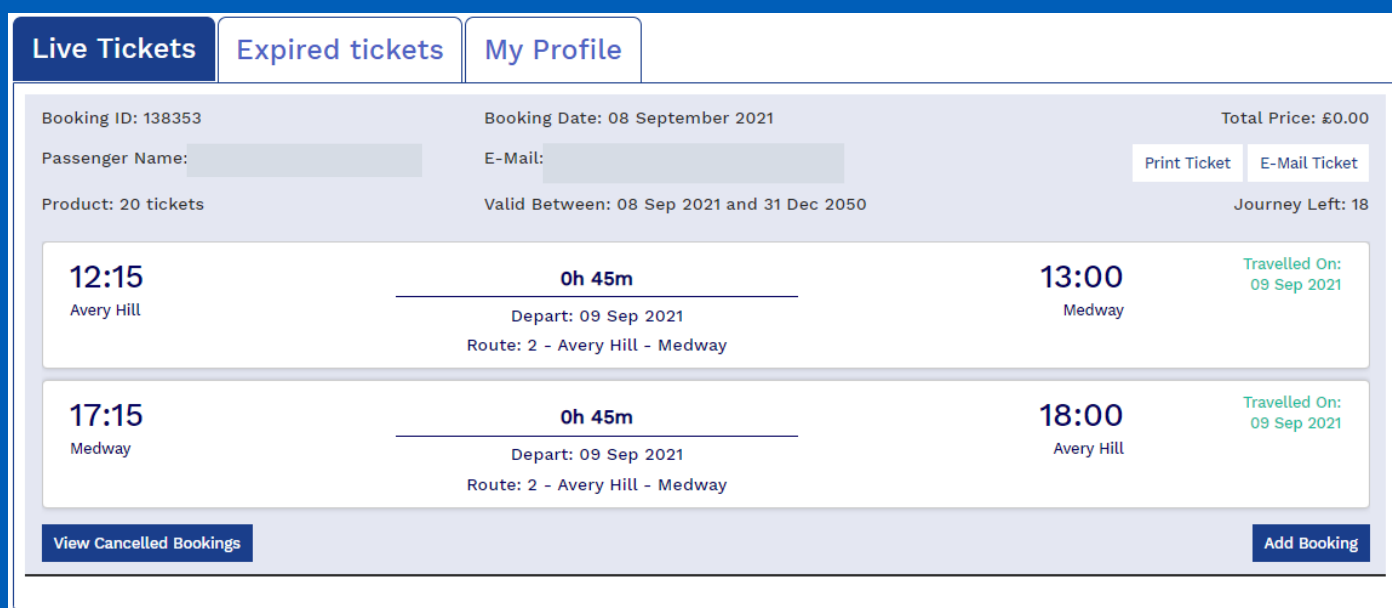 Live Tickets Expired tickets My Profile
Booking ID: 138353 Booking Date: 08 September 2021 Total Price: £0.00
Passenger Name: E-Mail: Print Ticket E-Mail Ticket
Product: 20 tickets Valid Between: 08 Sep 2021 and 31 Dec 2050 Journey Left: 18
12:15 0h 45m 13:00 Travelled On:
09 Sep 2021
Avery Hill Depart: 09 Sep 2021 Medway
Route: 2 - Avery Hill - Medway
17:15 0h 45m 18:00 Travelled On:
09 Sep 2021
Medway Depart: 09 Sep 2021 Avery Hill
Route: 2 - Avery Hill - Medway
View Cancelled Bookings Add Booking